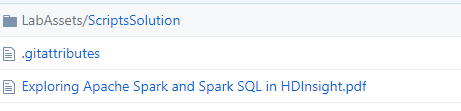 LabAssets/ScriptsSolution
.gitattributes
Exploring Apache Spark and Spark SQL in HDInsight.pdf